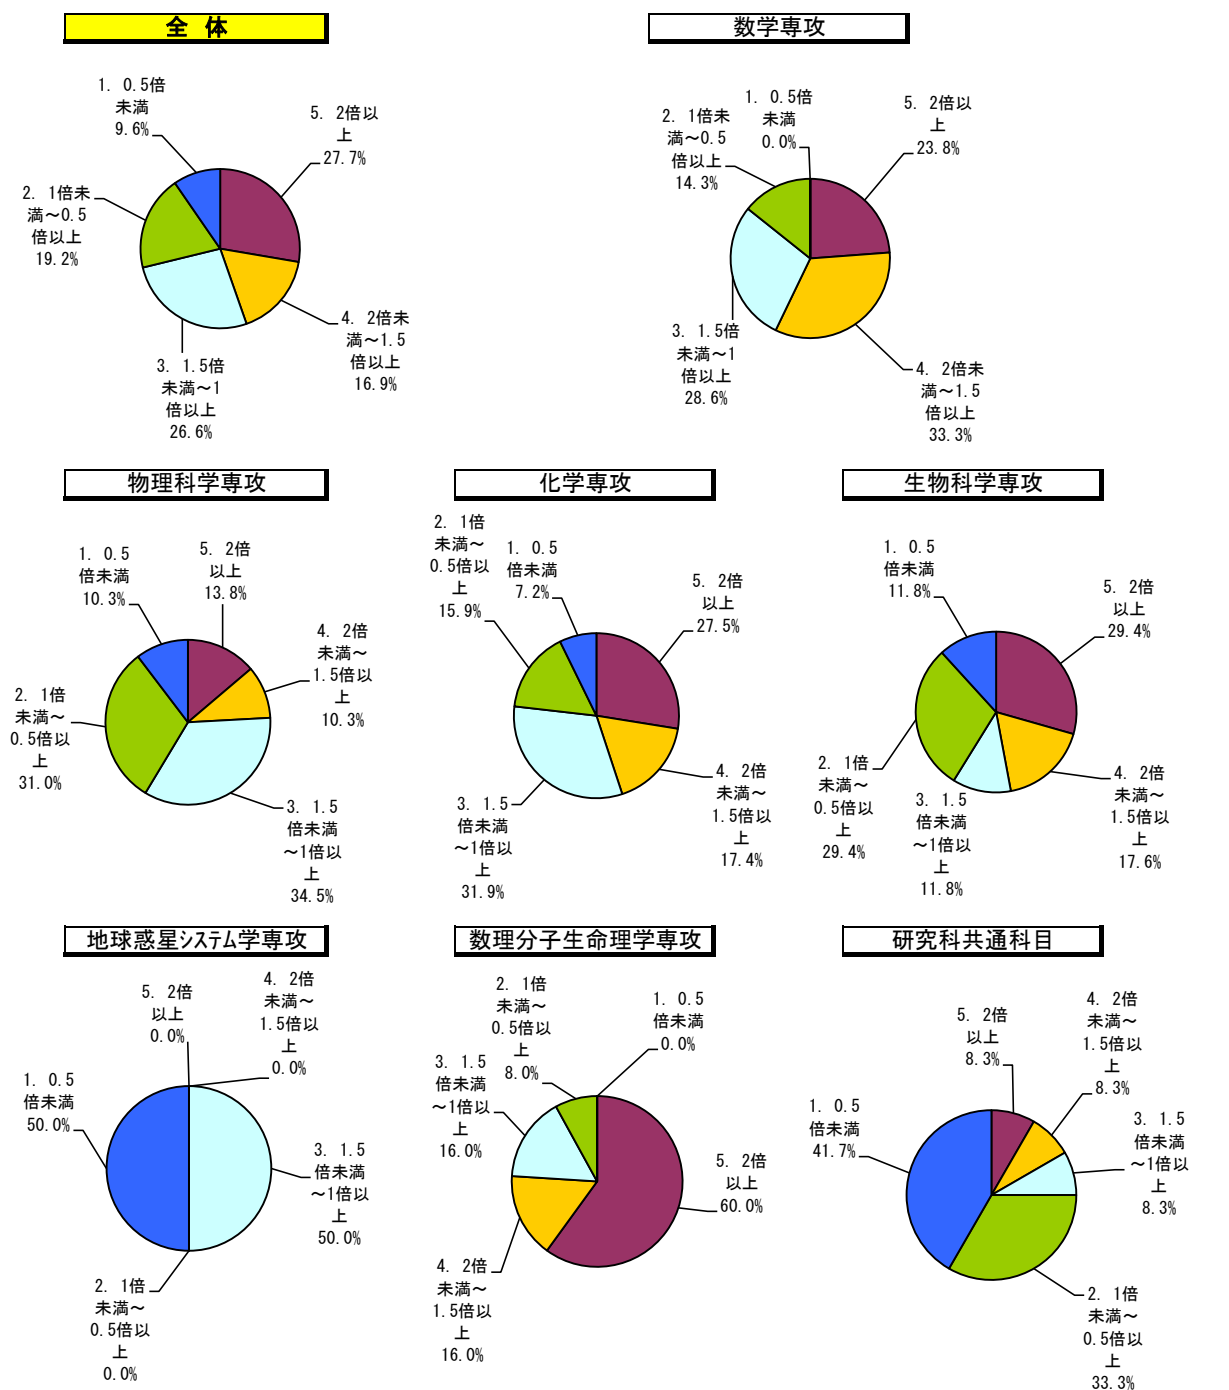 全 体
1. 0.5倍
未満
9.6%
5. 2倍以
上
27.7%
2. 1倍未
満～0.5
倍以上
19.2%
4. 2倍未
満～1.5
倍以上
16.9%
3. 1.5倍
未満～1
倍以上
26.6%
数学専攻
1. 0.5倍
未満
0.0%
5. 2倍以
上
23.8%
2. 1倍未
満～0.5
倍以上
14.3%
3. 1.5倍
未満～1
倍以上
28.6%
4. 2倍未
満～1.5
倍以上
33.3%
物理科学専攻
1. 0.5
倍未満
10.3%
5. 2倍
以上
13.8%
4. 2倍
未満～
1.5倍以
上
10.3%
2. 1倍
未満～
0.5倍以
上
31.0%
3. 1.5
倍未満
～1倍以
上
34.5%
化学専攻
2. 1倍
未満～
0.5倍以
上
15.9%
1. 0.5
倍未満
7.2%
5. 2倍
以上
27.5%
4. 2倍
未満～
1.5倍以
上
17.4%
3. 1.5
倍未満
～1倍以
上
31.9%
生物科学専攻
1. 0.5
倍未満
11.8%
5. 2倍
以上
29.4%
2. 1倍
未満～
0.5倍以
上
29.4%
3. 1.5
倍未満
～1倍以
上
11.8%
4. 2倍
未満～
1.5倍以
上
17.6%
地球惑星ｼｽﾃﾑ学専攻
5. 2倍
以上
0.0%
4. 2倍
未満～
1.5倍以
上
0.0%
1. 0.5
倍未満
50.0%
3. 1.5
倍未満
～1倍以
上
50.0%
2. 1倍
未満～
0.5倍以
上
0.0%
数理分子生命理学専攻
2. 1倍
未満～
0.5倍以
上
8.0%
1. 0.5
倍未満
0.0%
3. 1.5
倍未満
～1倍以
上
16.0%
5. 2倍
以上
60.0%
4. 2倍
未満～
1.5倍以
上
16.0%
研究科共通科目
5. 2倍
以上
8.3%
4. 2倍
未満～
1.5倍以
上
8.3%
1. 0.5
倍未満
41.7%
3. 1.5
倍未満
～1倍以
上
8.3%
2. 1倍
未満～
0.5倍以
上
33.3%